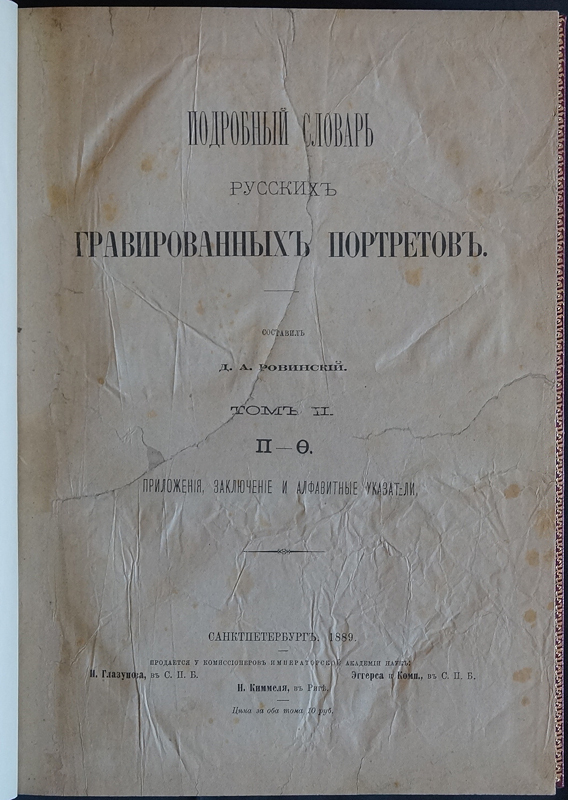 ПОДРОБНЫЙ СЛОВАРЬ
РУССКИХЪ
ГРАВИРОВАННЫХЪ ПОРТРЕТОВЪ.
СОСТАВИЛЪ
Д. А. РОВИНСКІЙ.
ТОМЪ II.
П—Ѳ.
ПРИЛОЖЕНІЯ, ЗАКЛЮЧЕНІЕ И АЛФАВИТНЫЕ УКАЗАТЕЛИ,
САНКТПЕТЕРБУРГЪ. 1889.
ПРОДАЕТСЯ У КОММИСІОНЕРОВЪ ИМПЕРАТОРСКОЙ АКАДЕМІИ НАУКЪ:
И. Глазунова, въ С. П. Б. Эггерса и Комп., въ С. П. Б.
Н. Киммеля, въ Ригѣ.
Цѣна за оба тома 10 руб.